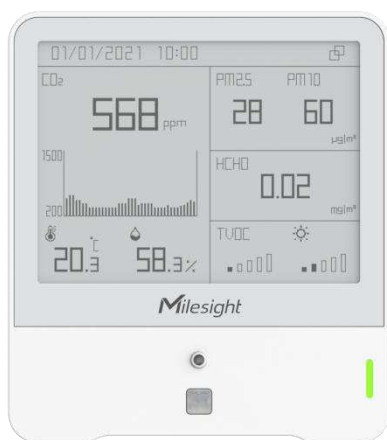 01/01/2021 10:00
CO₂
568 ppm
1500
200
20.3 ℃
58.3%
PM2.5 PM10
28 60
μg/m³
HCHO
0.02
mg/m³
TVOC
Milesight